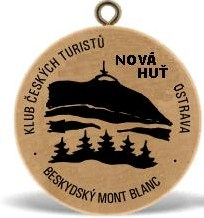 KLUB ČESKÝCH TURISTŮ
OSTRAVA
NOVÁ
HUŤ
BESKYDSKÝ MONT BLANC